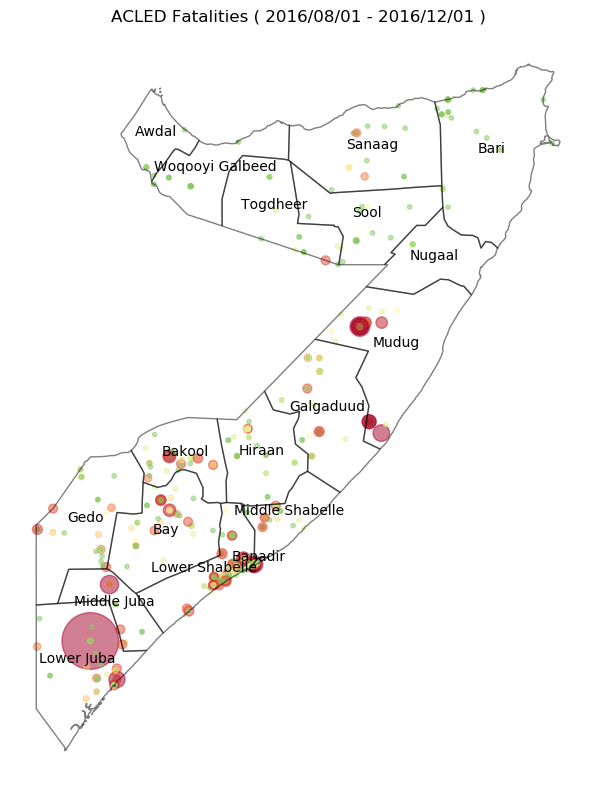 ACLED Fatalities ( 2016/08/01 - 2016/12/01 )
Awdal
Sanaag
Bari
Woqooyi Galbeed
Togdheer
Sool
Nugaal
Mudug
Galgaduud
Bakool
Hiraan
Middle Shabelle
Gedo
Bay
Banadir
Lower Shabelle
Middle Juba
Lower Juba